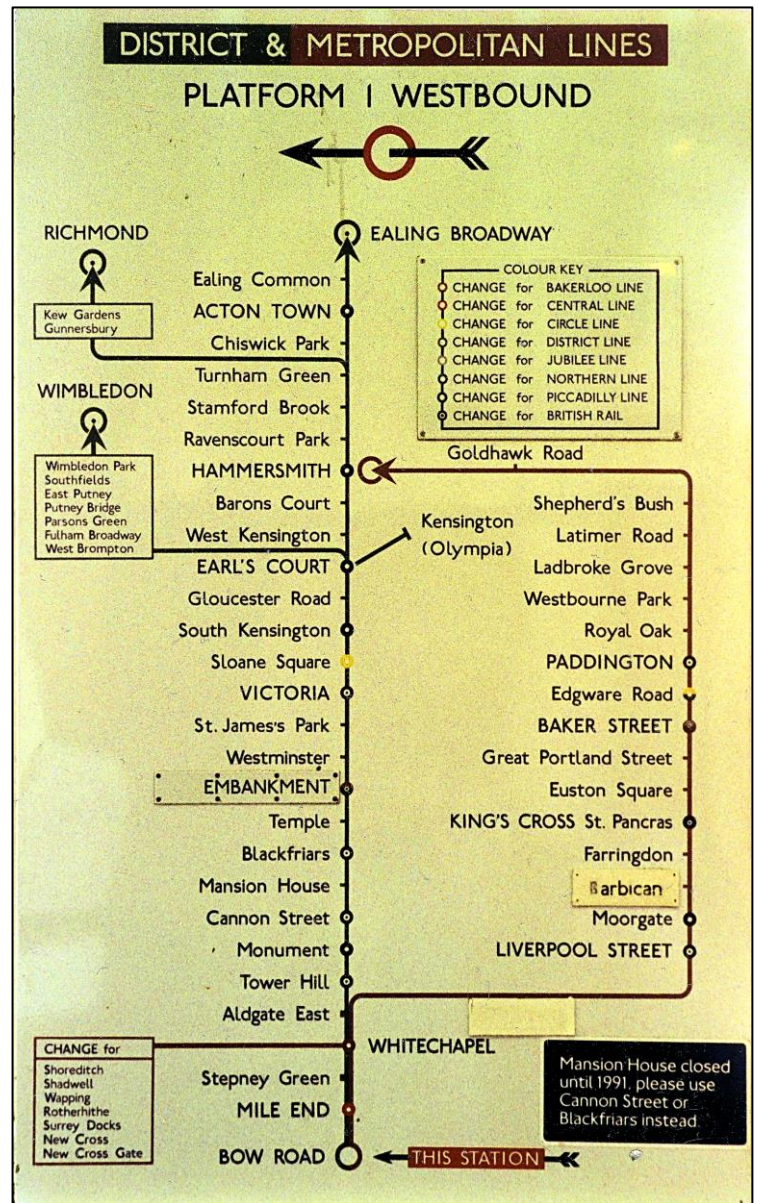 DISTRICT & METROPOLITAN LINES
PLATFORM 1 WESTBOUND
RICHMOND
Kew Gardens
Gunnersbury
WIMBLEDON
Wimbledon Park
Southfields
East Putney
Putney Bridge
Parsons Green
Fulham Broadway
West Brompton
EALING BROADWAY
Ealing Common
ACTON TOWN
Chiswick Park
Turnham Green
Stamford Brook
Ravenscourt Park
HAMMERSMITH
Barons Court
West Kensington
EARL'S COURT
Kensington
(Olympia)
Gloucester Road
South Kensington
Sloane Square
VICTORIA
St. James's Park
Westminster
EMBANKMENT
Temple
Blackfriars
Mansion House
Cannon Street
Monument
Tower Hill
Aldgate East
WHITECHAPEL
Stepney Green
MILE END
BOW ROAD
THIS STATION
COLOUR KEY
CHANGE for BAKERLOO LINE
CHANGE for CENTRAL LINE
CHANGE for CIRCLE LINE
CHANGE for DISTRICT LINE
CHANGE for JUBILEE LINE
CHANGE for NORTHERN LINE
CHANGE for PICCADILLY LINE
CHANGE for BRITISH RAIL
Goldhawk Road
Shepherd's Bush
Latimer Road
Ladbroke Grove
Westbourne Park
Royal Oak
PADDINGTON
Edgware Road
BAKER STREET
Great Portland Street
Euston Square
KING'S CROSS St. Pancras
Farringdon
Barbican
Moorgate
LIVERPOOL STREET
CHANGE for
Shoreditch
Shadwell
Wapping
Rotherhithe
Surrey Docks
New Cross
New Cross Gate
Mansion House closed
until 1991, please use
Cannon Street or
Blackfriars instead.